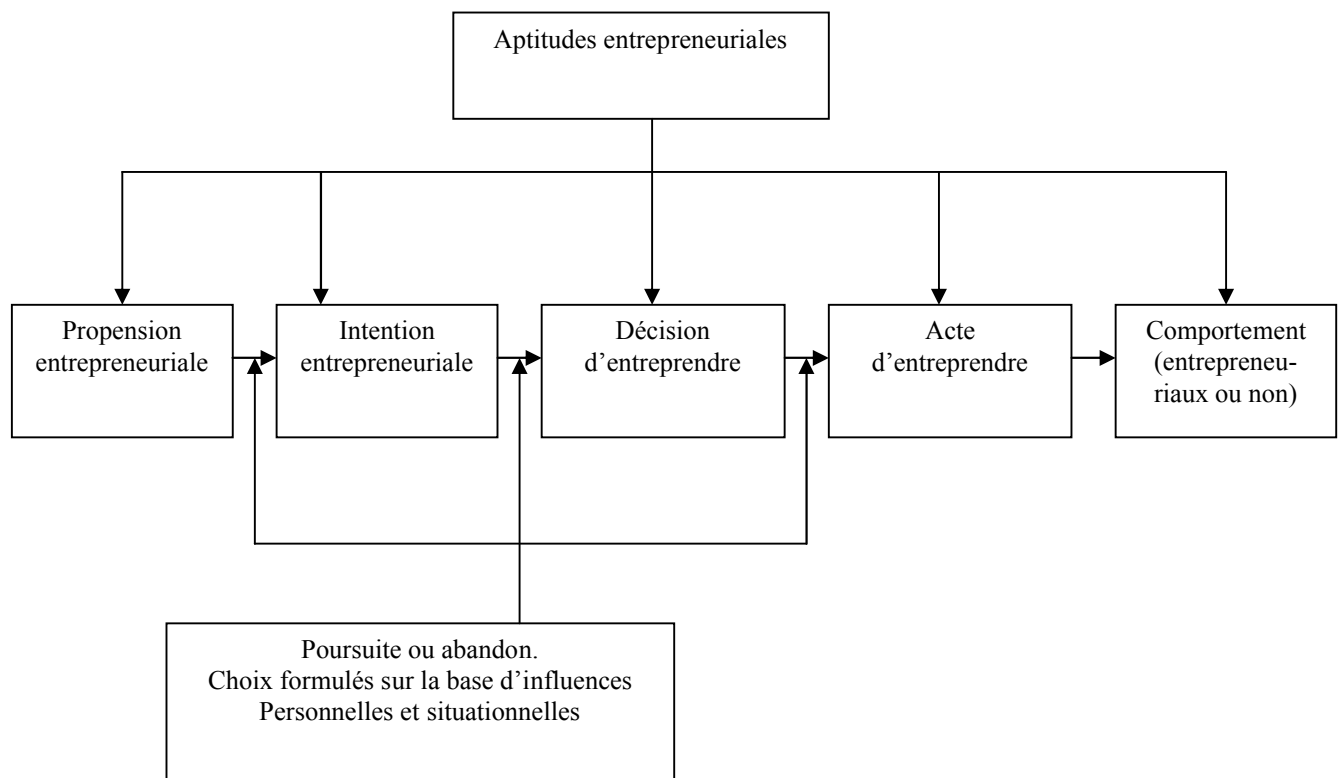 Aptitudes entrepreneuriales
Propension
entrepreneuriale
Intention
entrepreneuriale
Décision
d’entreprendre
Acte
d’entreprendre
Comportement
(entrepreneu-
riaux ou non)
Poursuite ou abandon.
Choix formulés sur la base d’influences
Personnelles et situationnelles